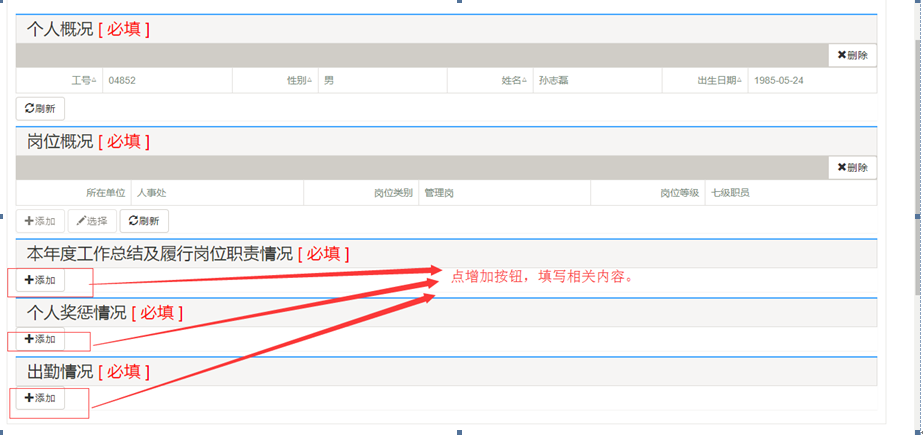 个人概况 [ 必填 ]
✖删除
工号 04852 性别 男 姓名 孙志磊 出生日期 1985-05-24
刷新
岗位概况 [ 必填 ]
✖删除
所在单位 人事处 岗位类别 管理岗 岗位等级 七级职员
+添加 选择 刷新
本年度工作总结及履行岗位职责情况 [ 必填 ]
+添加
点增加按钮，填写相关内容。
个人奖惩情况 [ 必填 ]
+添加
出勤情况 [ 必填 ]
+添加